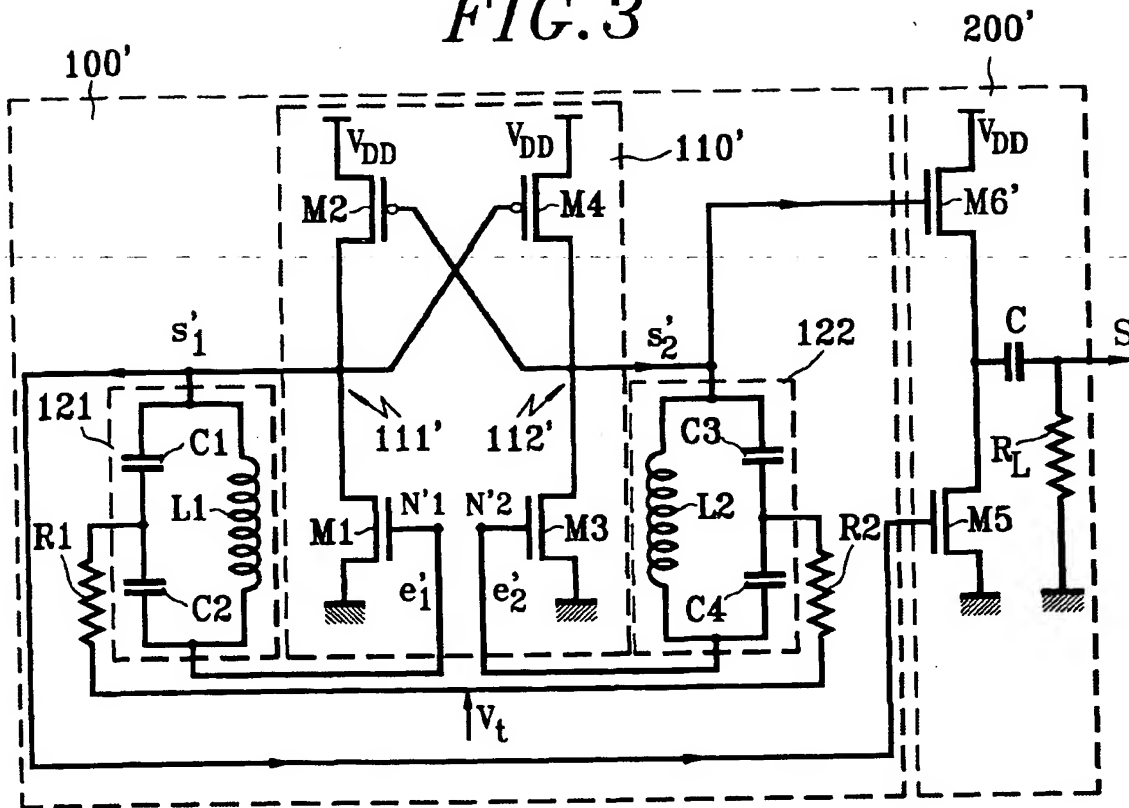 FIG. 3
100'
200'
V_DD
V_DD
V_DD
110'
M2
M4
M6'
s'_1
s'_2
122
C
S
121
111'
112'
C1
C3
L1
L2
R_L
N'1
N'2
M1
M3
M5
R1
R2
C2
C4
e'_1
e'_2
V_t